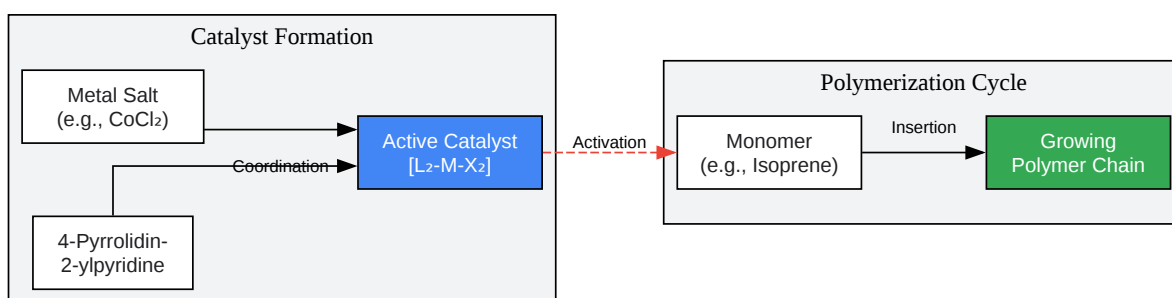 Catalyst Formation
Metal Salt
(e.g., CoCl₂)
Coordination
4-Pyrrolidin-
2-ylpyridine
Active Catalyst
[L₂-M-X₂]
Activation
Polymerization Cycle
Monomer
(e.g., Isoprene)
Insertion
Growing
Polymer Chain